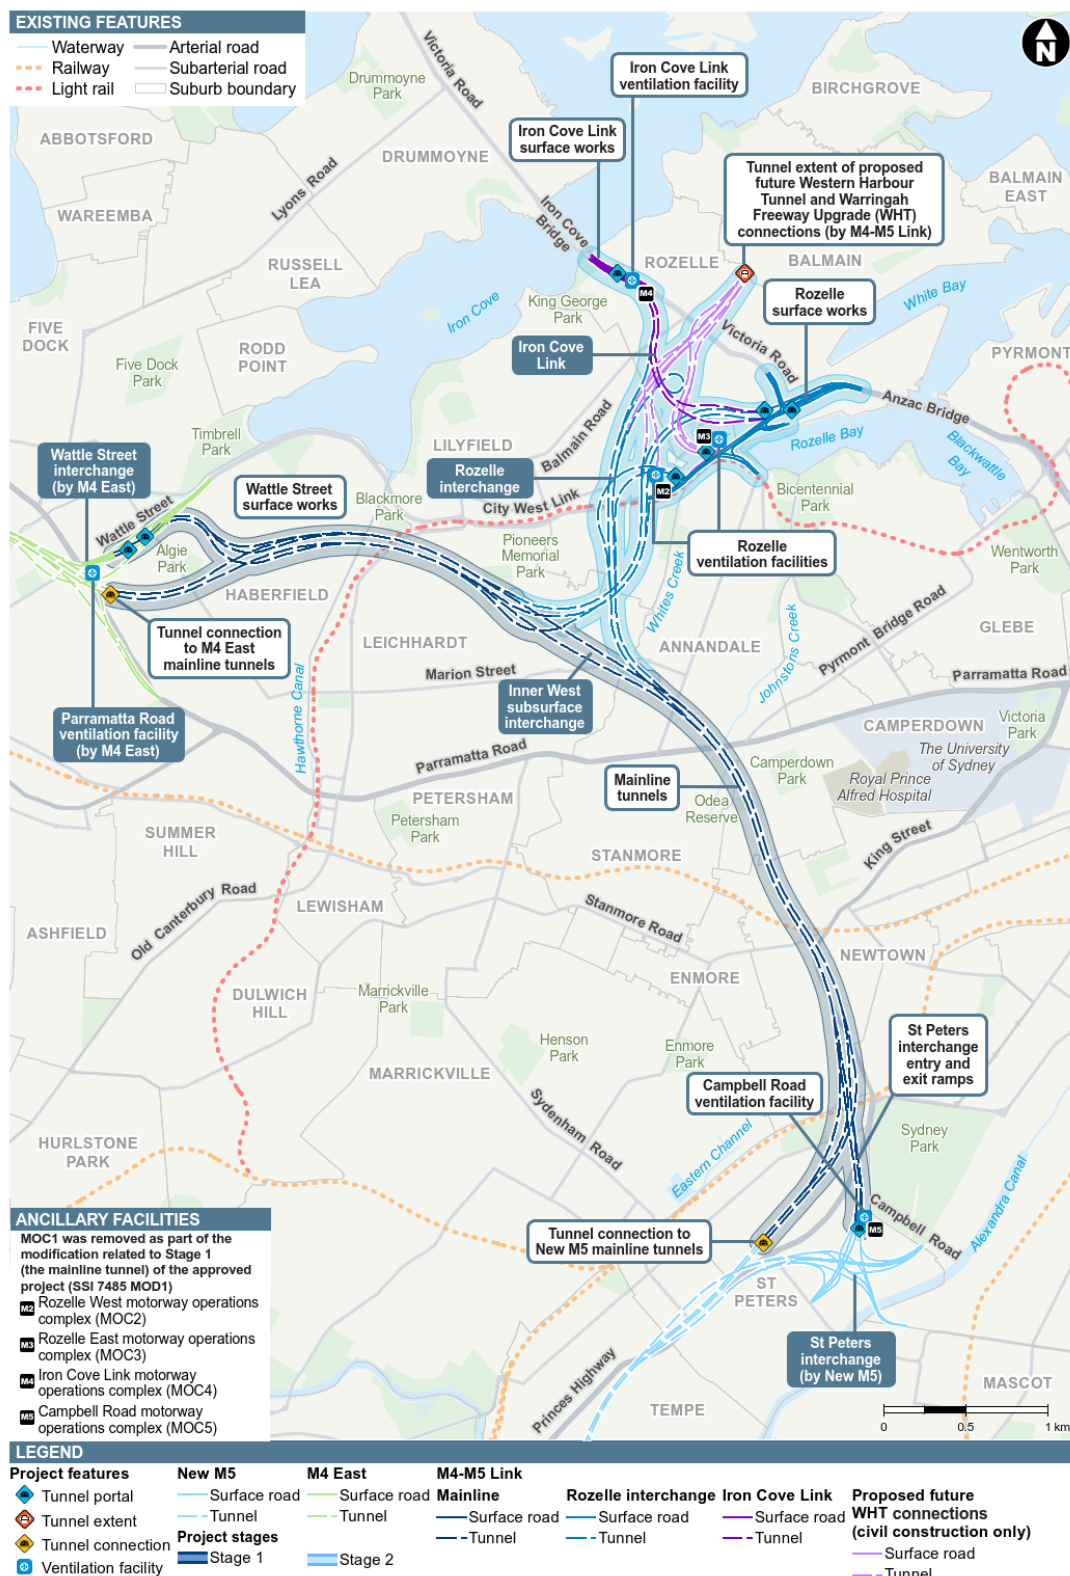 EXISTING FEATURES
Waterway
Arterial road
Railway
Subarterial road
Light rail
Suburb boundary
N
Victoria Road
Drummoyne
Park
Iron Cove Link
ventilation facility
BIRCHGROVE
ABBOTSFORD
DRUMMOYNE
Iron Cove Link
surface works
Lyons Road
Tunnel extent of proposed
future Western Harbour
Tunnel and Warringah
Freeway Upgrade (WHT)
connections (by M4-M5 Link)
BALMAIN
EAST
WAREEMBA
Iron Cove
Bridge
RUSSELL
LEA
ROZELLE
BALMAIN
M4
King George
Park
Rozelle
surface works
White Bay
Iron Cove
FIVE
DOCK
RODD
POINT
Five Dock
Park
Iron Cove
Link
Victoria Road
PYRMONT
Anzac Bridge
Balmain Road
Timbrell
Park
LILYFIELD
M3
Rozelle Bay
Blackwattle
Bay
Wattle Street
interchange
(by M4 East)
Rozelle
interchange
Wattle Street
surface works
Blackmore
Park
M2
City West Link
Bicentennial
Park
Wattle Street
Algie
Park
Pioneers
Memorial
Park
Rozelle
ventilation facilities
Wentworth
Park
HABERFIELD
Whites Creek
Tunnel connection
to M4 East
mainline tunnels
LEICHHARDT
ANNANDALE
Johnstons Creek
Pyrmont Bridge Road
GLEBE
Marion Street
Parramatta Road
Inner West
subsurface
interchange
Hawthorne Canal
Parramatta Road
ventilation facility
(by M4 East)
CAMPERDOWN
Victoria
Park
The University
of Sydney
Parramatta Road
Camperdown
Park
Royal Prince
Alfred Hospital
Mainline
tunnels
PETERSHAM
Odea
Reserve
Petersham
Park
SUMMER
HILL
STANMORE
King Street
Old Canterbury Road
LEWISHAM
Stanmore Road
ASHFIELD
NEWTOWN
ENMORE
DULWICH
HILL
Marrickville
Park
St Peters
interchange
entry and
exit ramps
Henson
Park
Enmore
Park
MARRICKVILLE
Campbell Road
ventilation facility
Sydenham Road
Sydney
Park
HURLSTONE
PARK
Eastern Channel
Alexandra Canal
Campbell Road
M5
Tunnel connection to
New M5 mainline tunnels
ST
PETERS
St Peters
interchange
(by New M5)
Princes Highway
TEMPE
MASCOT
0 0.5 1 km
ANCILLARY FACILITIES
MOC1 was removed as part of the
modification related to Stage 1
(the mainline tunnel) of the approved
project (SSI 7485 MOD1)
M2 Rozelle West motorway operations
complex (MOC2)
M3 Rozelle East motorway operations
complex (MOC3)
M4 Iron Cove Link motorway
operations complex (MOC4)
M5 Campbell Road motorway
operations complex (MOC5)
LEGEND
Project features
Tunnel portal
Tunnel extent
Tunnel connection
Ventilation facility
New M5
Surface road
Tunnel
Project stages
Stage 1
Stage 2
M4 East
Surface road
Tunnel
M4-M5 Link
Mainline
Surface road
Tunnel
Rozelle interchange
Surface road
Tunnel
Iron Cove Link
Surface road
Tunnel
Proposed future
WHT connections
(civil construction only)
Surface road
Tunnel